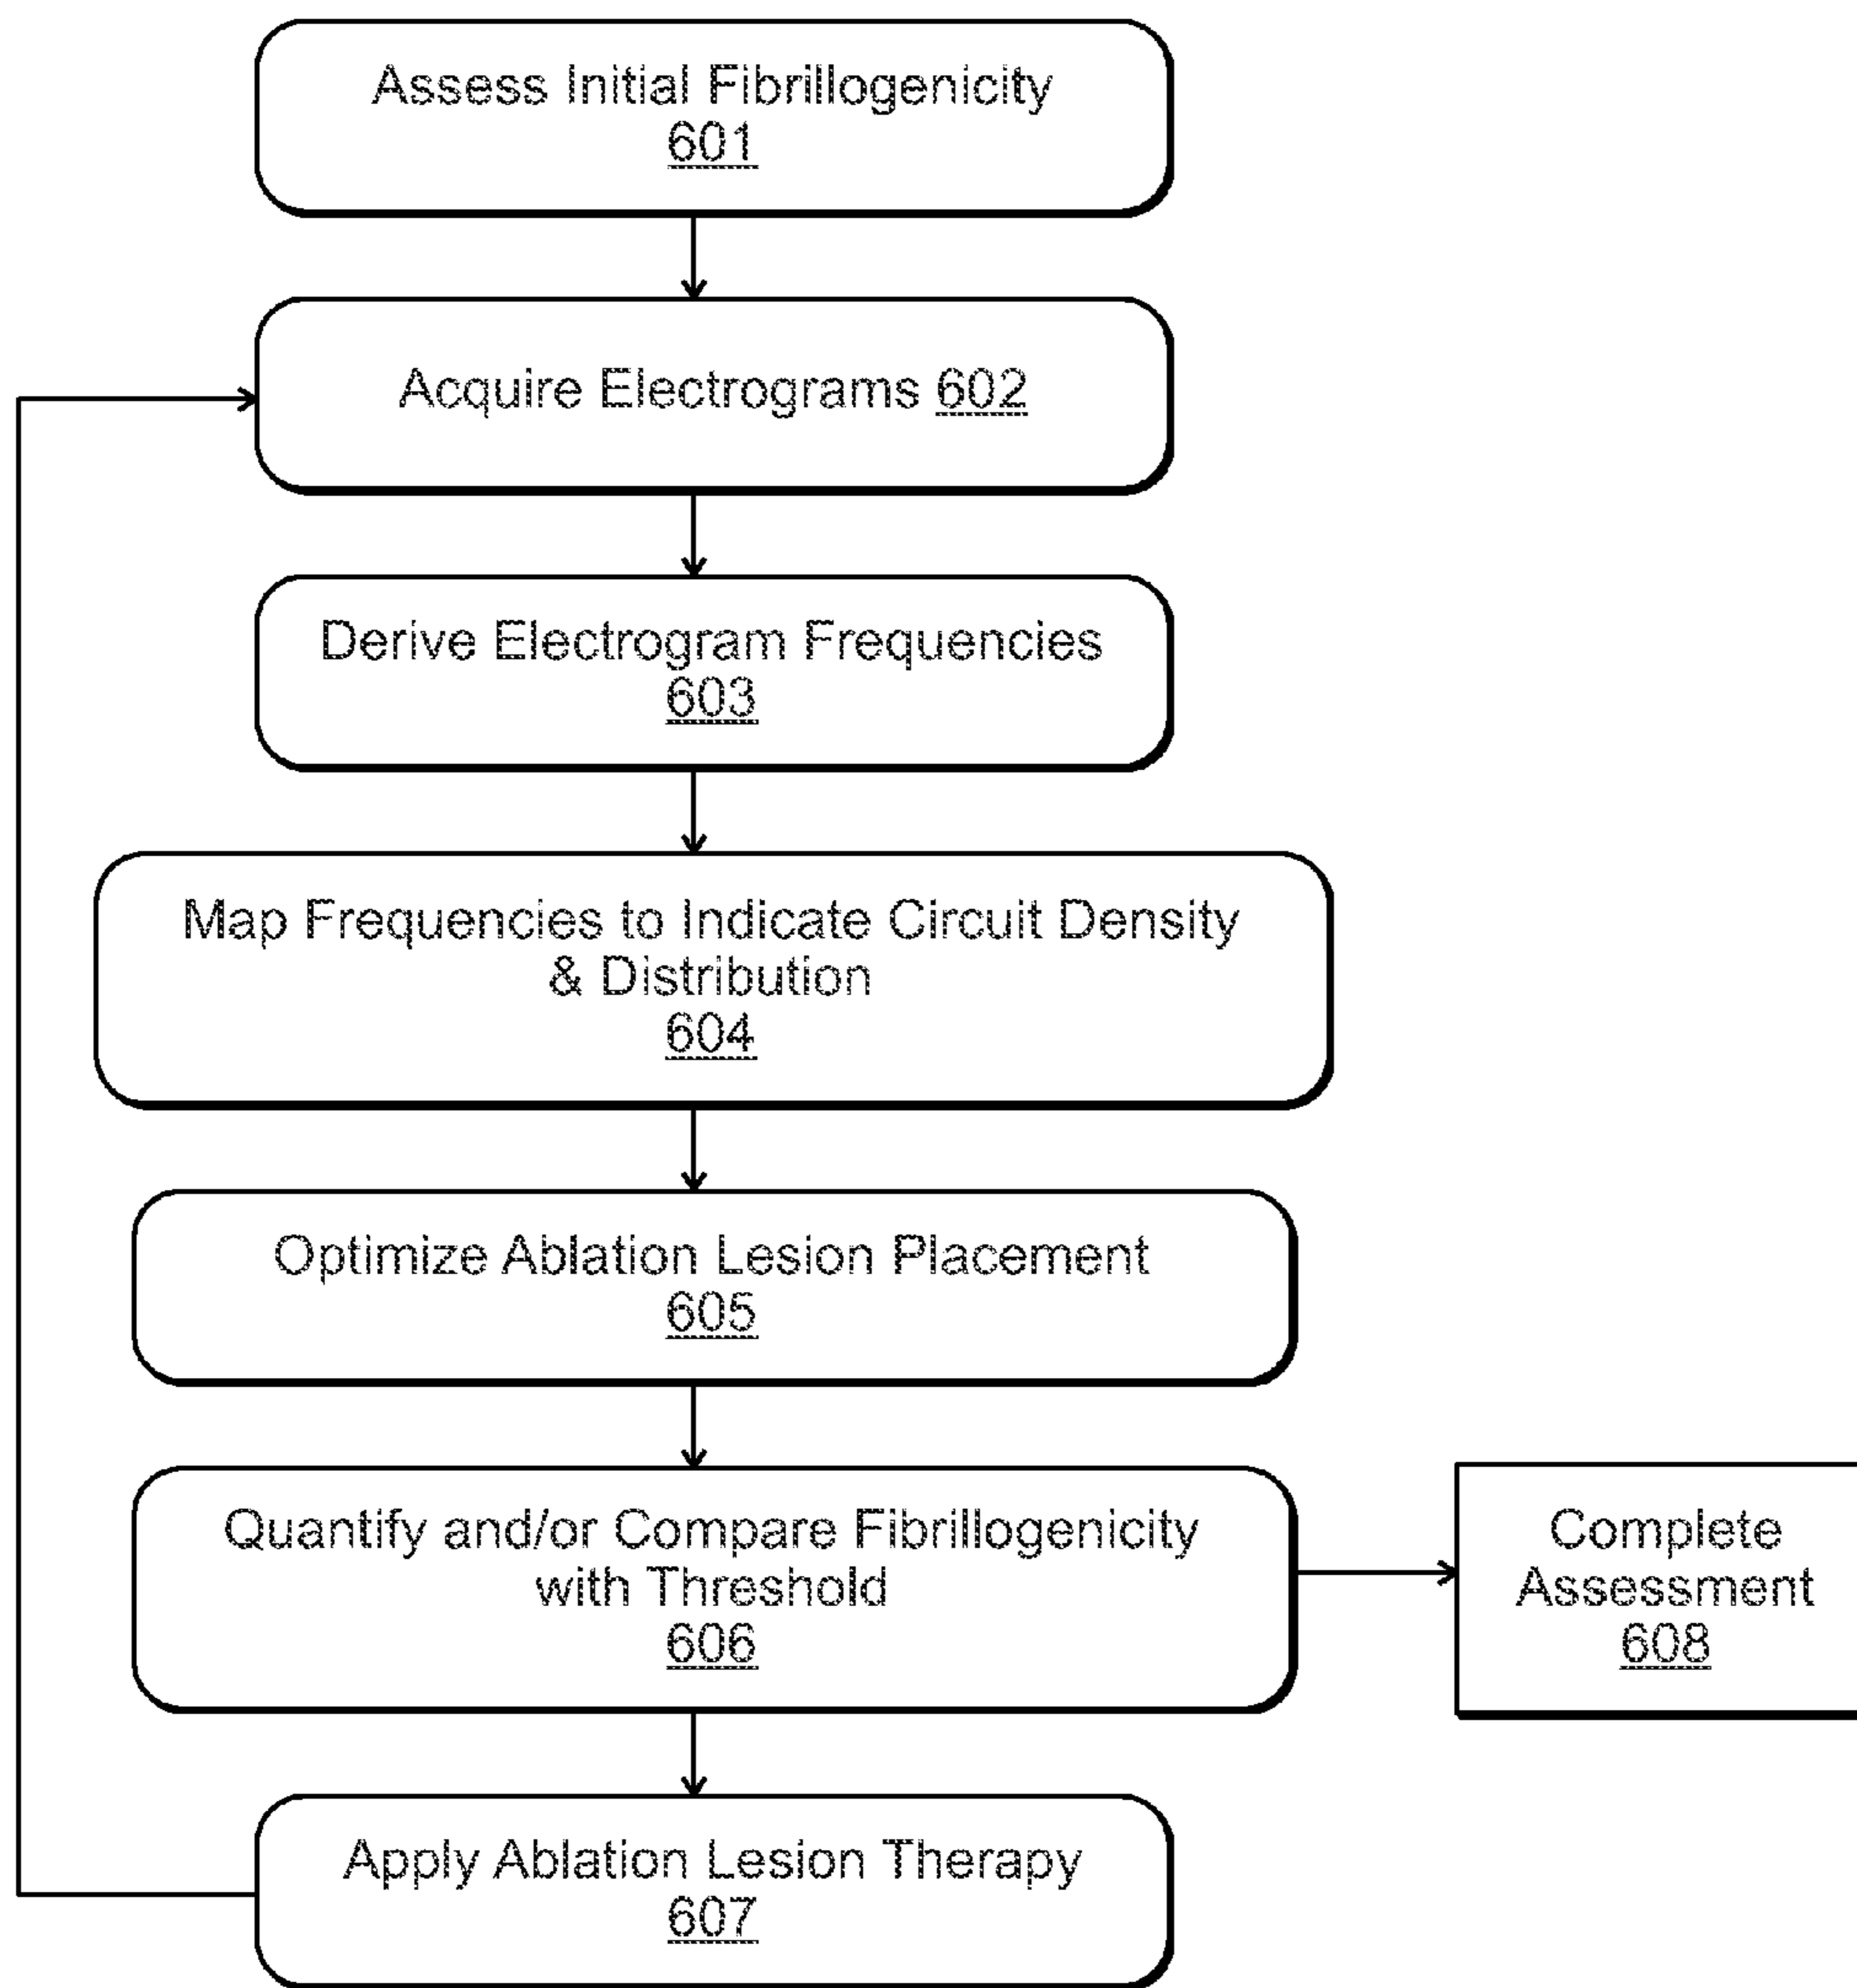 Assess Initial Fibrillogenicity
601
Acquire Electrograms 602
Derive Electrogram Frequencies
603
Map Frequencies to Indicate Circuit Density
& Distribution
604
Optimize Ablation Lesion Placement
605
Quantify and/or Compare Fibrillogenicity
with Threshold
606
Complete
Assessment
608
Apply Ablation Lesion Therapy
607